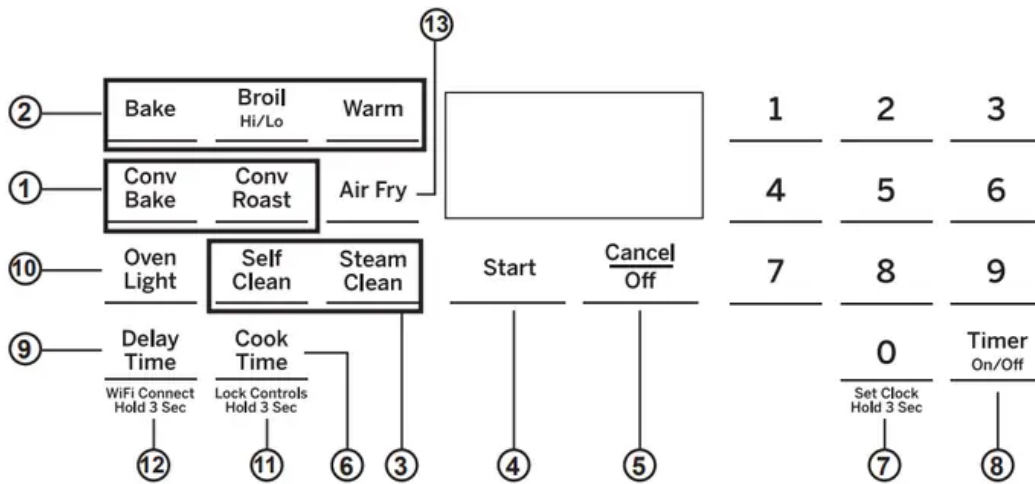 13
2
Bake
Broil
Hi/Lo
Warm
1
2
3
1
Conv
Bake
Conv
Roast
Air Fry
4
5
6
10
Oven
Light
Self
Clean
Steam
Clean
Start
Cancel
Off
7
8
9
9
Delay
Time
Cook
Time
0
Timer
On/Off
WiFi Connect
Hold 3 Sec
Lock Controls
Hold 3 Sec
Set Clock
Hold 3 Sec
12
11
6
3
4
5
7
8